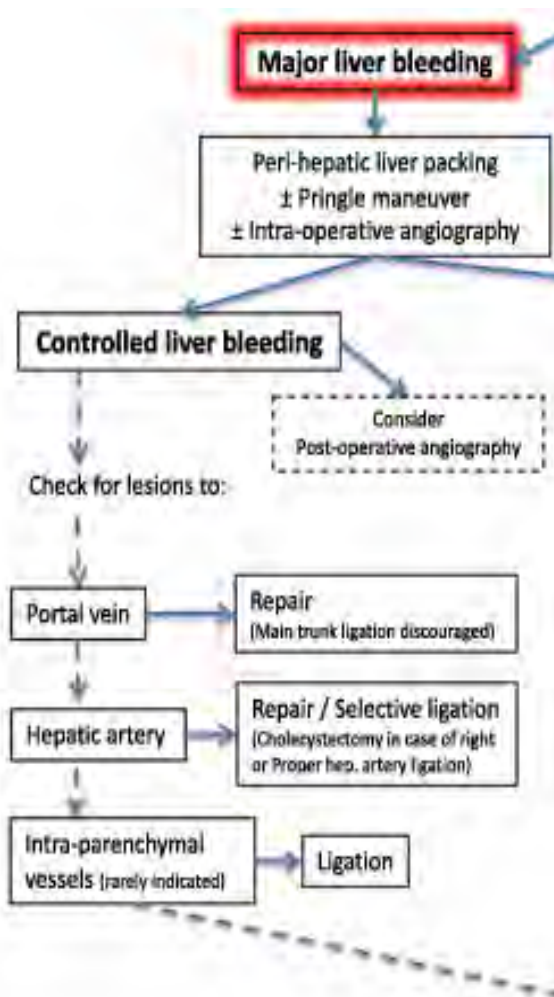 Major liver bleeding
Peri-hepatic liver packing
± Pringle maneuver
± Intra-operative angiography
Controlled liver bleeding
Consider
Post-operative angiography
Check for lesions to:
Portal vein
Repair
(Main trunk ligation discouraged)
Hepatic artery
Repair / Selective ligation
(Cholecystectomy in case of right
or Proper hep. artery ligation)
Intra-parenchymal
vessels (rarely indicated)
Ligation